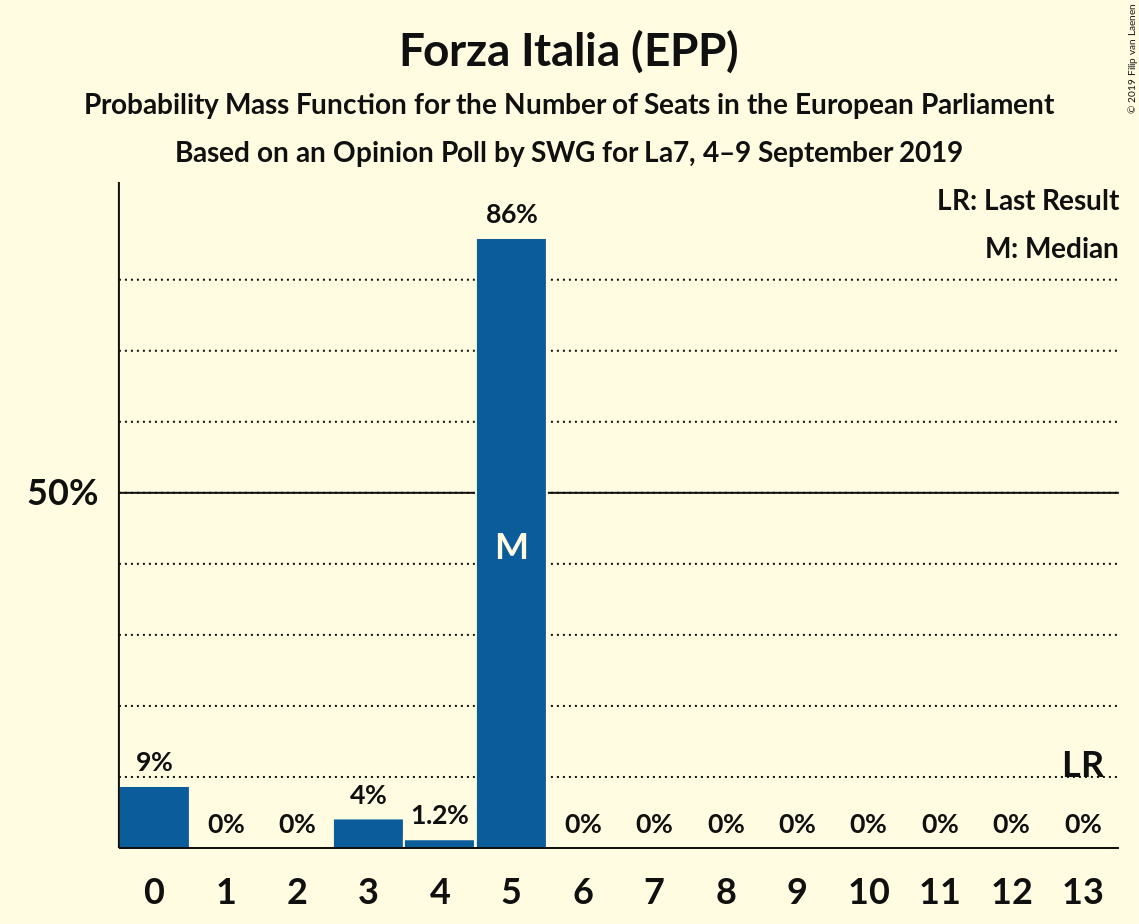 Forza Italia (EPP)
Probability Mass Function for the Number of Seats in the European Parliament
Based on an Opinion Poll by SWG for La7, 4–9 September 2019
© 2019 Filip van Laenen
LR: Last Result
M: Median
86%
50%
M
9%
0%
0%
4%
1.2%
0%
0%
0%
0%
0%
0%
0%
LR
0%
0 1 2 3 4 5 6 7 8 9 10 11 12 13